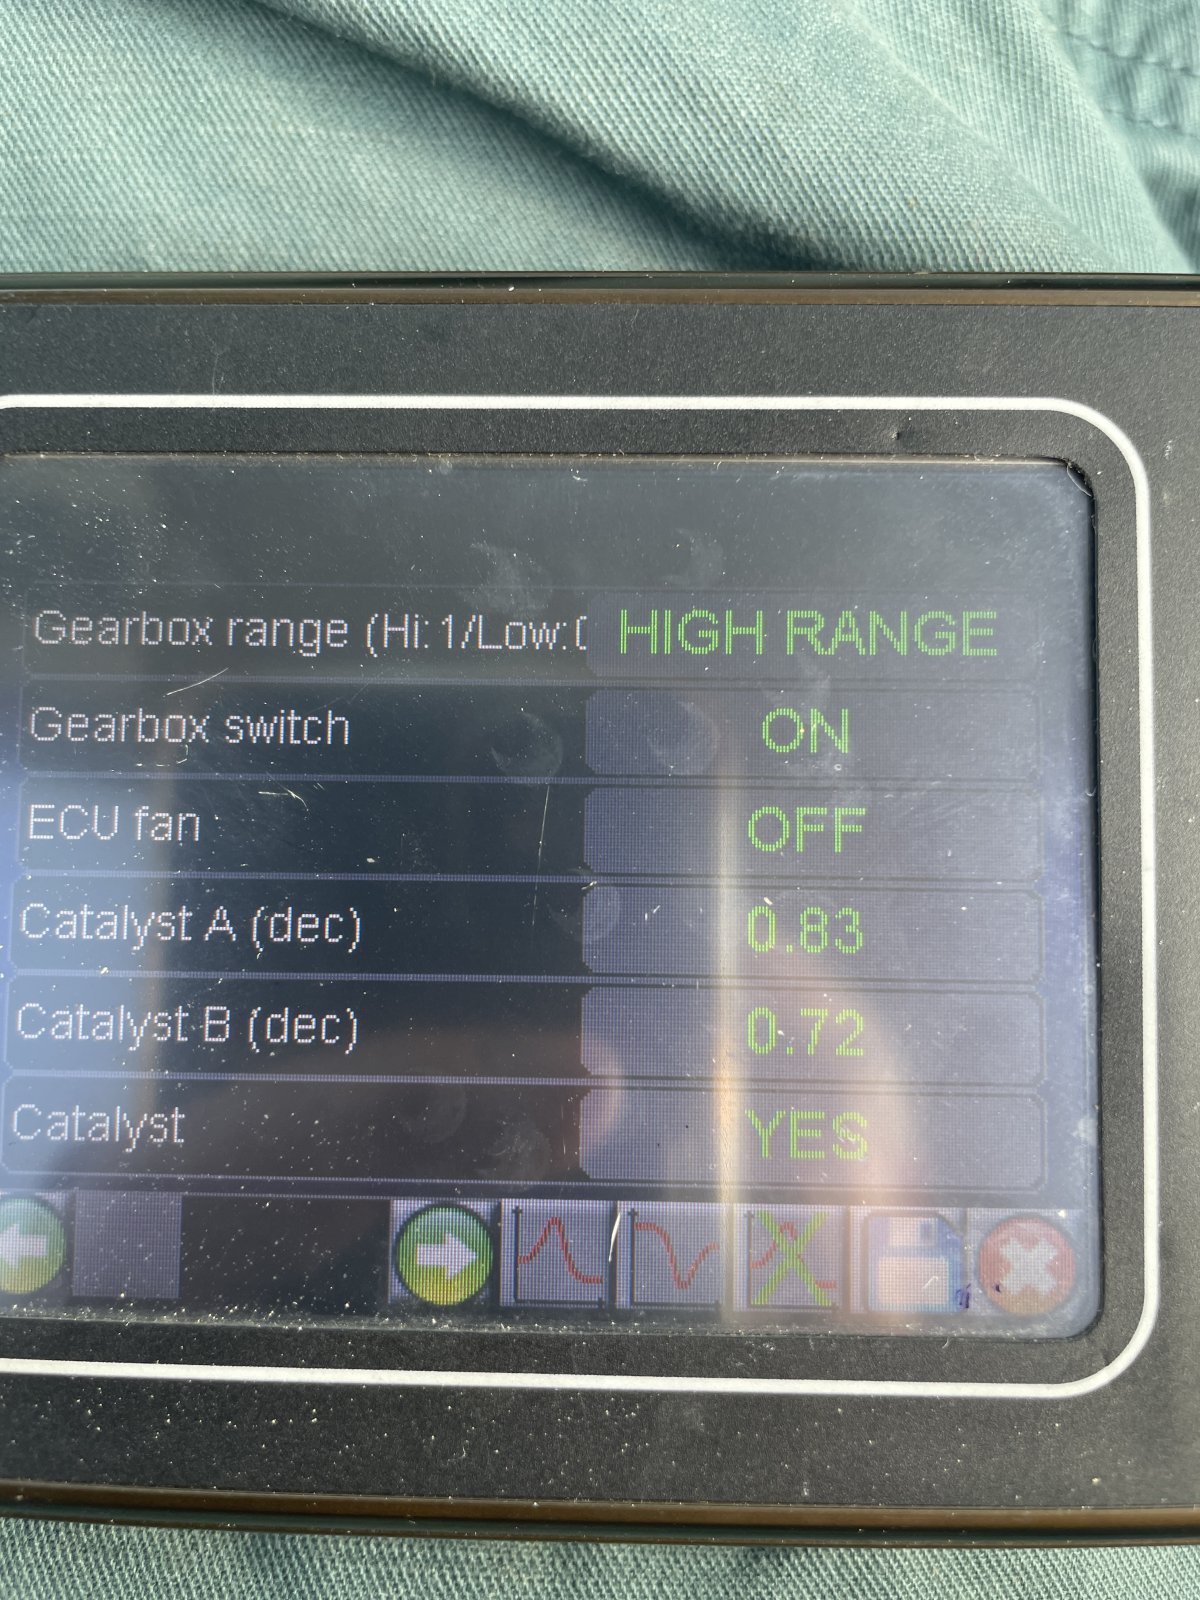 Gearbox range (Hi:1/Low:0 HIGH RANGE
Gearbox switch ON
ECU fan OFF
Catalyst A (dec) 0.83
Catalyst B (dec) 0.72
Catalyst YES